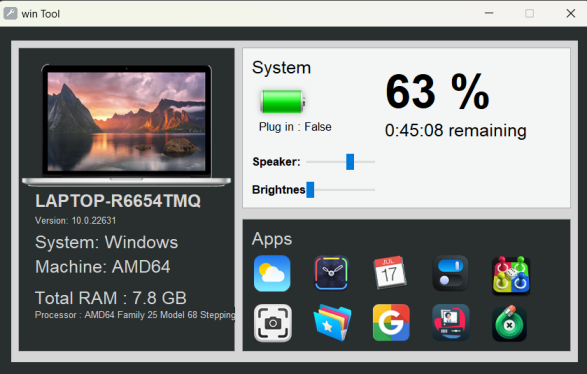 win Tool
LAPTOP-R6654TMQ
Version: 10.0.22631
System: Windows
Machine: AMD64
Total RAM : 7.8 GB
Processor : AMD64 Family 25 Model 68 Stepping
System
Plug in : False
63 %
0:45:08 remaining
Speaker:
Brightnes
Apps
JUL
17
G